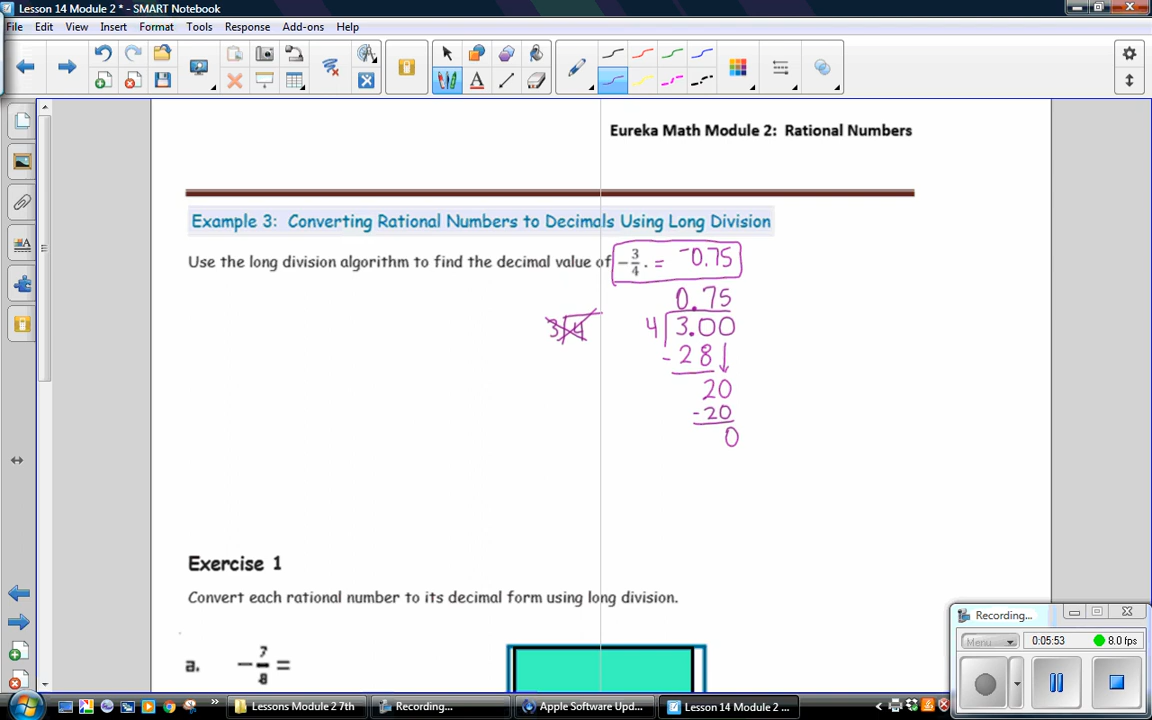 Lesson 14 Module 2 * - SMART Notebook
File Edit View Insert Format Tools Response Add-ons Help
Eureka Math Module 2: Rational Numbers
Example 3: Converting Rational Numbers to Decimals Using Long Division
Use the long division algorithm to find the decimal value of -3/4. = -0.75
0.75
3 4
4 3.00
- 28↓
20
-20
0
Exercise 1
Convert each rational number to its decimal form using long division.
a. -7/8 =
Recording...
Menu
0:05:53 8.0 fps
Lessons Module 2 7th
Recording...
Apple Software Upd...
Lesson 14 Module 2 ...